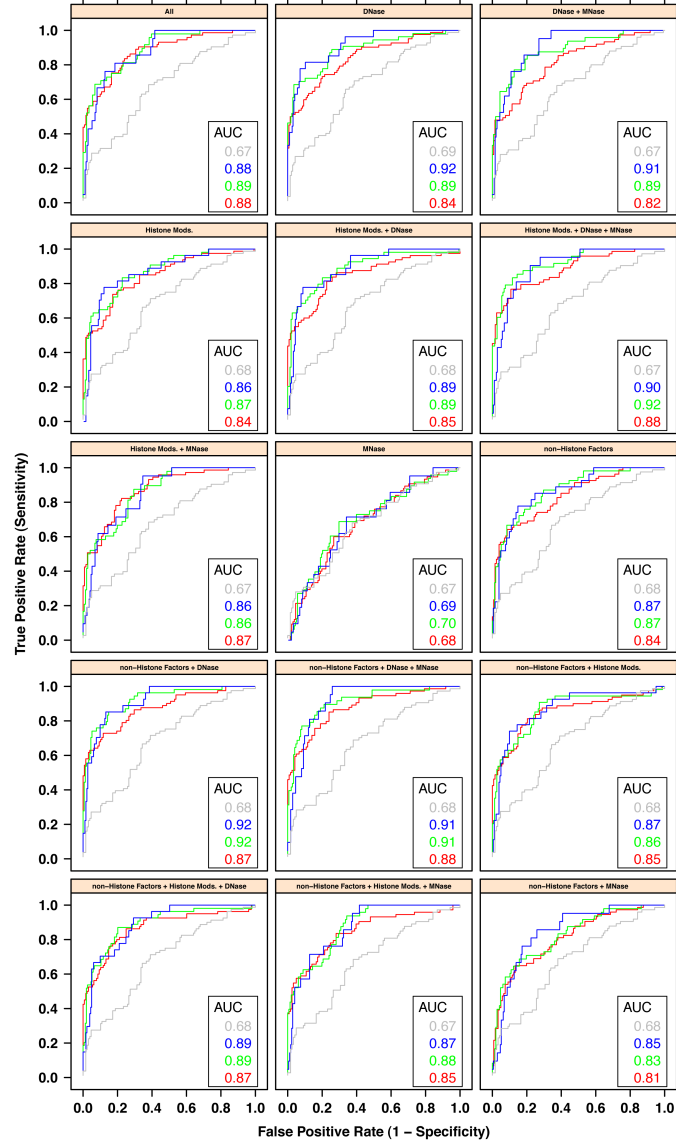 All
DNase
DNase + MNase
1.0
0.8
0.6
0.4
0.2
0.0
AUC
0.67
0.88
0.89
0.88
AUC
0.69
0.92
0.89
0.84
AUC
0.67
0.91
0.89
0.82
Histone Mods.
Histone Mods. + DNase
Histone Mods. + DNase + MNase
1.0
0.8
0.6
0.4
0.2
0.0
AUC
0.68
0.86
0.87
0.84
AUC
0.68
0.89
0.89
0.85
AUC
0.67
0.90
0.92
0.88
Histone Mods. + MNase
MNase
non−Histone Factors
1.0
0.8
0.6
0.4
0.2
0.0
AUC
0.67
0.86
0.86
0.87
AUC
0.67
0.69
0.70
0.68
AUC
0.68
0.87
0.87
0.84
True Positive Rate (Sensitivity)
non−Histone Factors + DNase
non−Histone Factors + DNase + MNase
non−Histone Factors + Histone Mods.
1.0
0.8
0.6
0.4
0.2
0.0
AUC
0.68
0.92
0.92
0.87
AUC
0.68
0.91
0.91
0.88
AUC
0.68
0.87
0.86
0.85
non−Histone Factors + Histone Mods. + DNase
non−Histone Factors + Histone Mods. + MNase
non−Histone Factors + MNase
1.0
0.8
0.6
0.4
0.2
0.0
AUC
0.68
0.89
0.89
0.87
AUC
0.67
0.87
0.88
0.85
AUC
0.68
0.85
0.83
0.81
0.0 0.2 0.4 0.6 0.8 1.0
0.0 0.2 0.4 0.6 0.8 1.0
0.0 0.2 0.4 0.6 0.8 1.0
False Positive Rate (1 − Specificity)